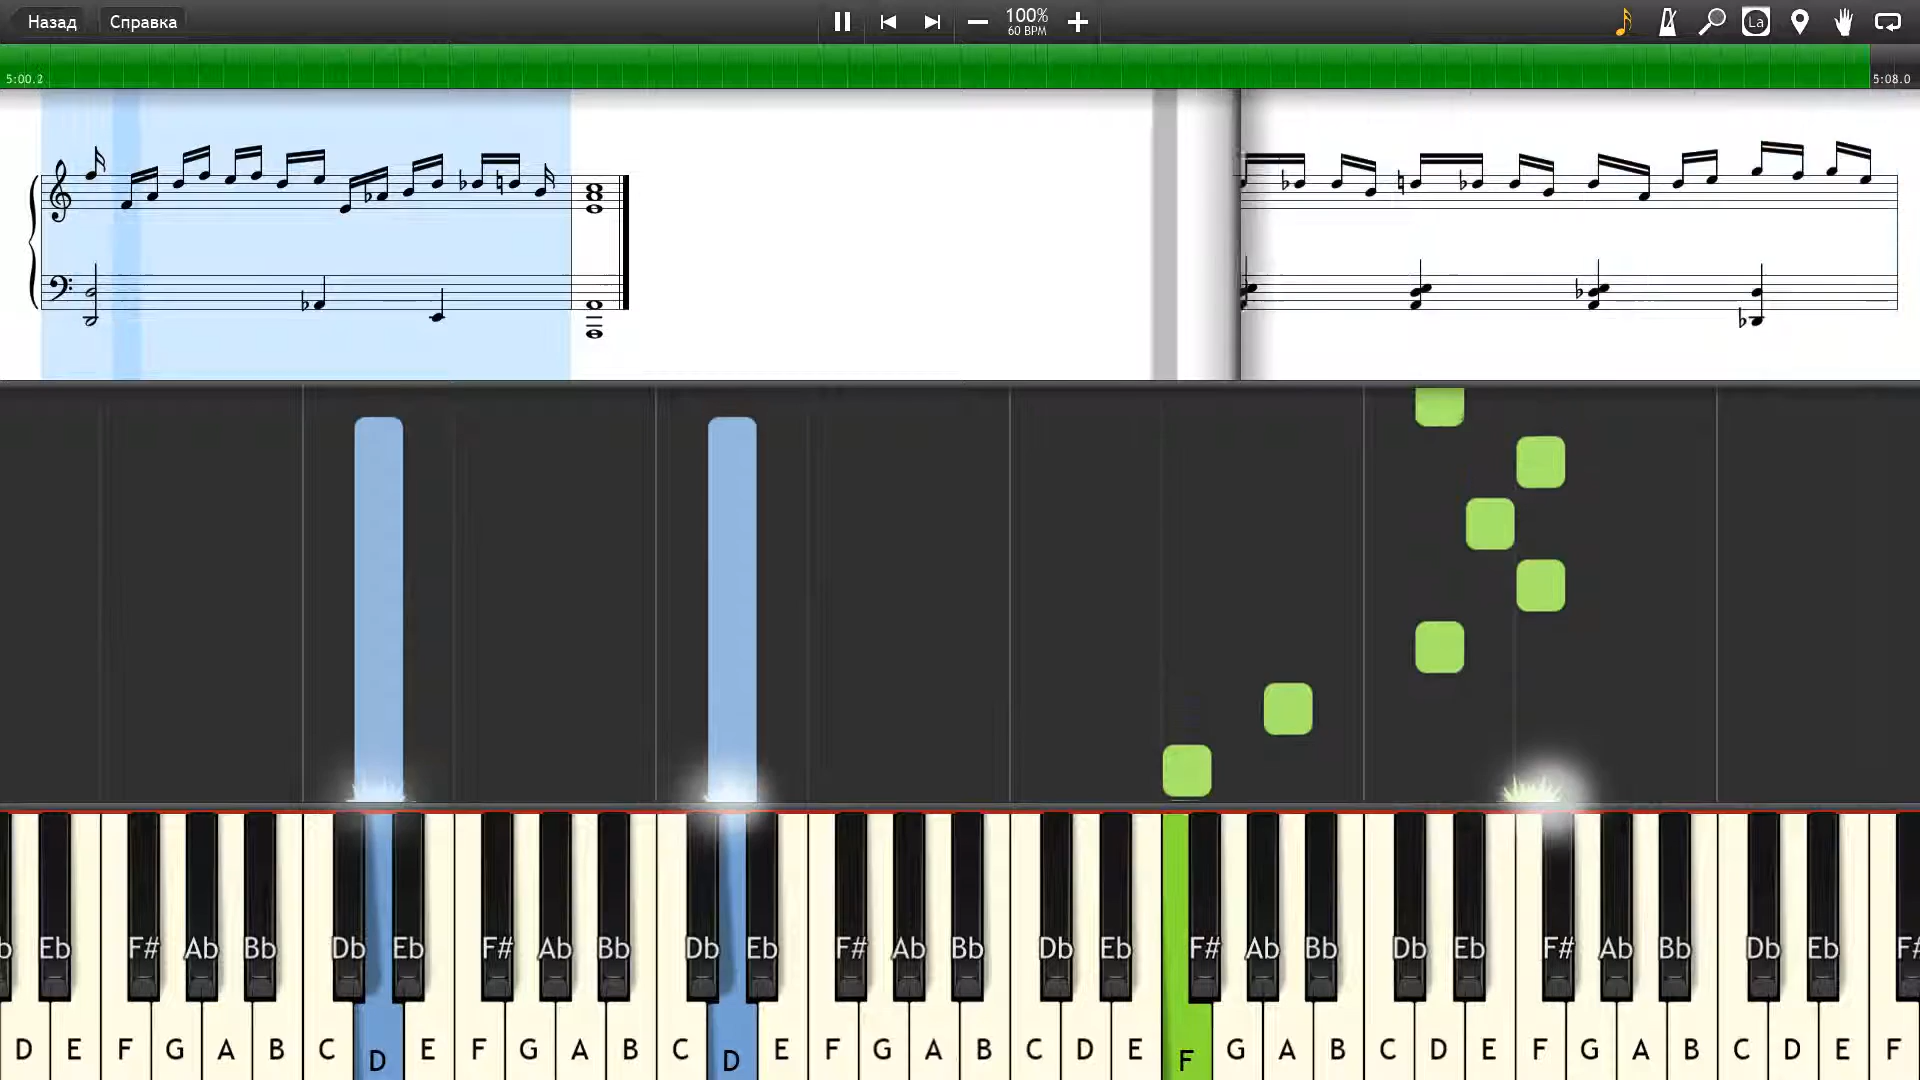 Назад Справка 100% La
60 BPM
5:00.2 5:08.0
Eb F# Ab Bb Db Eb F# Ab Bb Db Eb F# Ab Bb Db Eb F# Ab Bb Db Eb F# Ab Bb Db Eb F#
D E F G A B C D E F G A B C D E F G A B C D E F G A B C D E F G A B C D E F